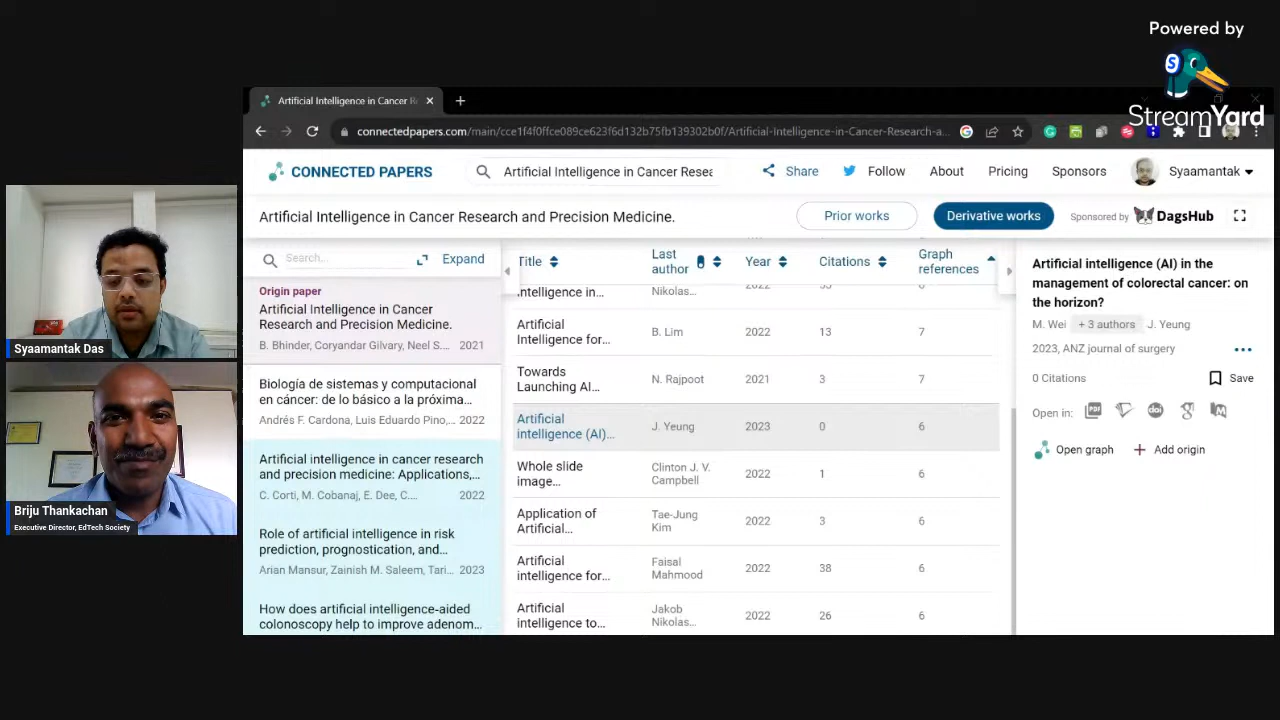 Powered by
StreamYard
Artificial Intelligence in Cancer R
connectedpapers.com/main/cce1f4f0ffce089ce623f6d132b75fb139302b0f/Artificial-Intelligence-in-Cancer-Research-a...
CONNECTED PAPERS
Artificial Intelligence in Cancer Resea
Share
Follow
About
Pricing
Sponsors
Syaamantak
Artificial Intelligence in Cancer Research and Precision Medicine.
Prior works
Derivative works
Sponsored by
DagsHub
Search...
Expand
Origin paper
Artificial Intelligence in Cancer
Research and Precision Medicine.
B. Bhinder, Coryandar Gilvary, Neel S.... 2021
Biología de sistemas y computacional
en cáncer: de lo básico a la próxima...
Andrés F. Cardona, Luis Eduardo Pino,... 2022
Artificial intelligence in cancer research
and precision medicine: Applications,...
C. Corti, M. Cobanaj, E. Dee, C.... 2022
Role of artificial intelligence in risk
prediction, prognostication, and...
Arian Mansur, Zainish M. Saleem, Tari... 2023
How does artificial intelligence-aided
colonoscopy help to improve adenom...
Title
Last
author
Year
Citations
Graph
references
Intelligence in...
Nikolas...
2022
Artificial
Intelligence for...
B. Lim
2022
13
7
Towards
Launching AI...
N. Rajpoot
2021
3
7
Artificial
intelligence (AI)...
J. Yeung
2023
0
6
Whole slide
image...
Clinton J. V.
Campbell
2022
1
6
Application of
Artificial...
Tae-Jung
Kim
2022
3
6
Artificial
intelligence for...
Faisal
Mahmood
2022
38
6
Artificial
intelligence to...
Jakob
Nikolas...
2022
26
6
Artificial intelligence (AI) in the
management of colorectal cancer: on
the horizon?
M. Wei + 3 authors J. Yeung
2023, ANZ journal of surgery
0 Citations
Save
Open in:
PDF
doi
Open graph
Add origin
Syaamantak Das
Briju Thankachan
Executive Director, EdTech Society